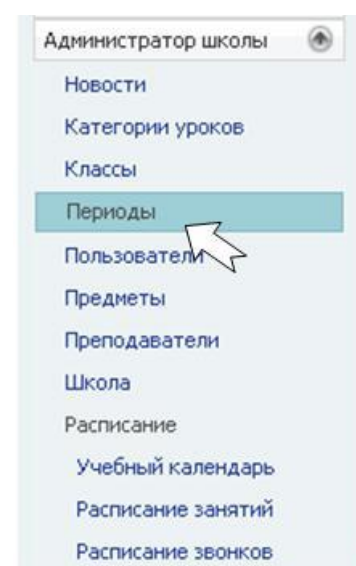 Администратор школы
Новости
Категории уроков
Классы
Периоды
Пользователи
Предметы
Преподаватели
Школа
Расписание
Учебный календарь
Расписание занятий
Расписание звонков